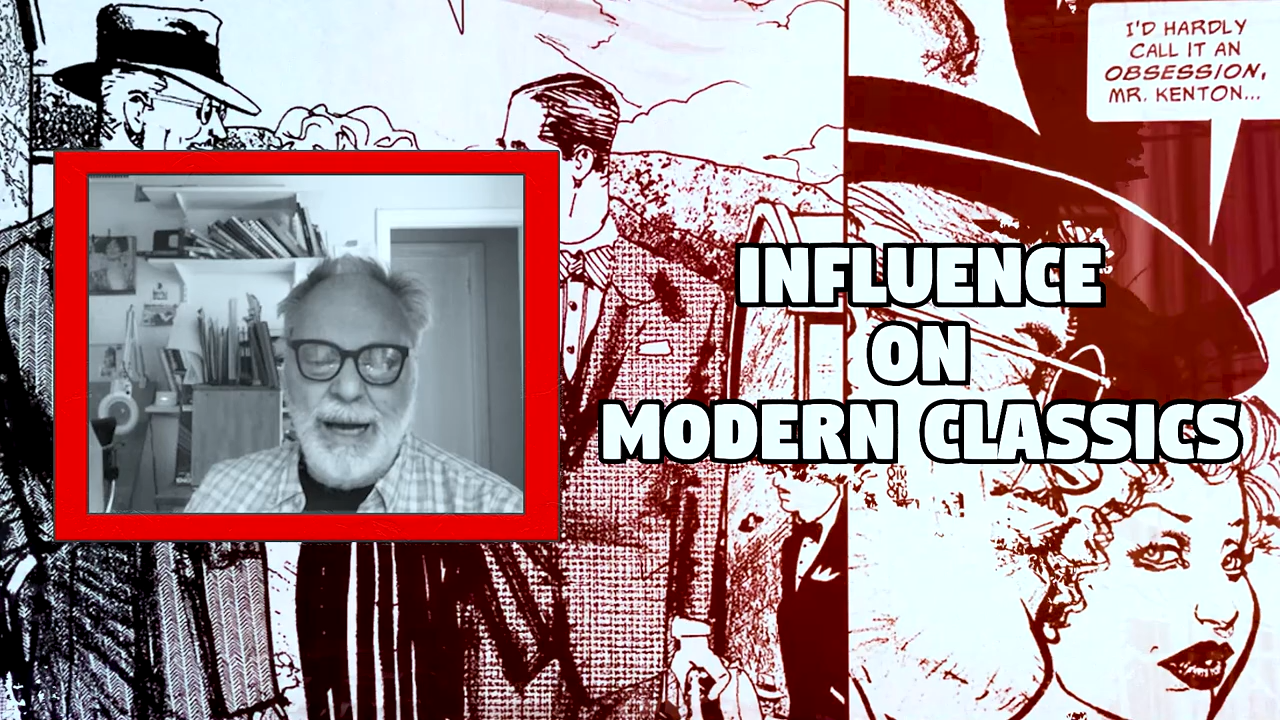 I'D HARDLY
CALL IT AN
OBSESSION,
MR. KENTON...
INFLUENCE
ON
MODERN CLASSICS